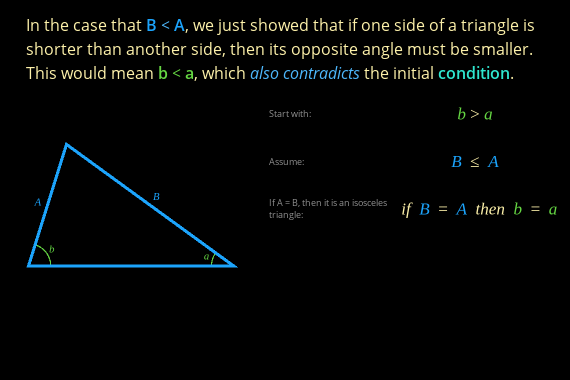 In the case that B < A, we just showed that if one side of a triangle is
shorter than another side, then its opposite angle must be smaller.
This would mean b < a, which also contradicts the initial condition.
Start with: b > a
Assume: B ≤ A
If A = B, then it is an isosceles
triangle:
if B = A then b = a
A
B
b
a